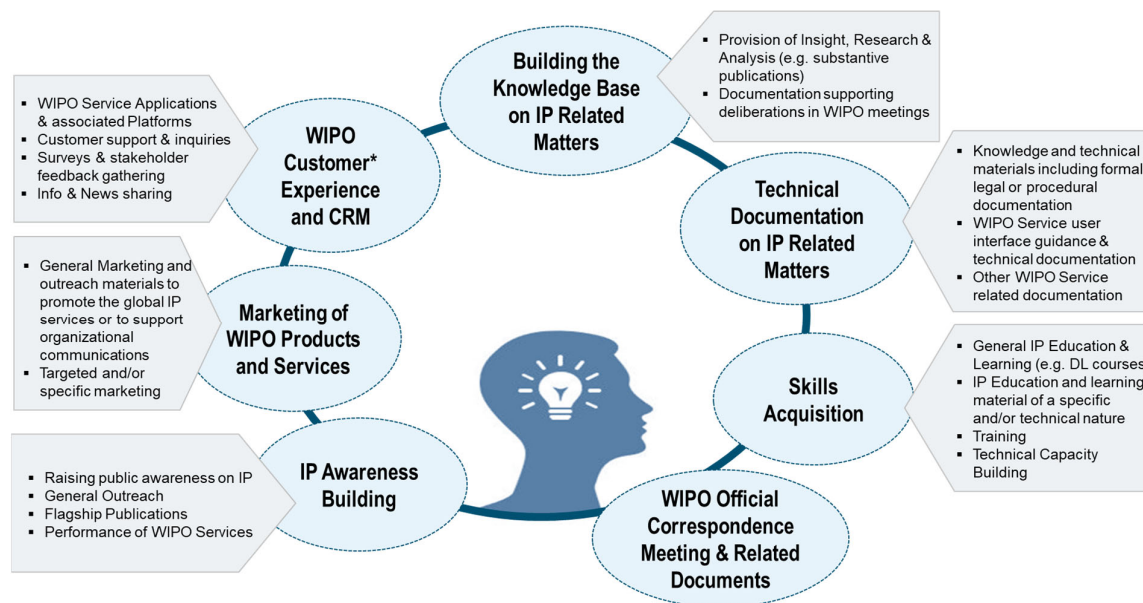 Building the
Knowledge Base
on IP Related
Matters
▪ Provision of Insight, Research &
Analysis (e.g. substantive
publications)
▪ Documentation supporting
deliberations in WIPO meetings
Technical
Documentation
on IP Related
Matters
▪ Knowledge and technical
materials including formal
legal or procedural
documentation
▪ WIPO Service user
interface guidance &
technical documentation
▪ Other WIPO Service
related documentation
Skills
Acquisition
▪ General IP Education &
Learning (e.g. DL courses
▪ IP Education and learning
material of a specific
and/or technical nature
▪ Training
▪ Technical Capacity
Building
WIPO Official
Correspondence
Meeting & Related
Documents
IP Awareness
Building
▪ Raising public awareness on IP
▪ General Outreach
▪ Flagship Publications
▪ Performance of WIPO Services
Marketing of
WIPO Products
and Services
▪ General Marketing and
outreach materials to
promote the global IP
services or to support
organizational
communications
▪ Targeted and/or
specific marketing
WIPO
Customer*
Experience
and CRM
▪ WIPO Service Applications
& associated Platforms
▪ Customer support & inquiries
▪ Surveys & stakeholder
feedback gathering
▪ Info & News sharing